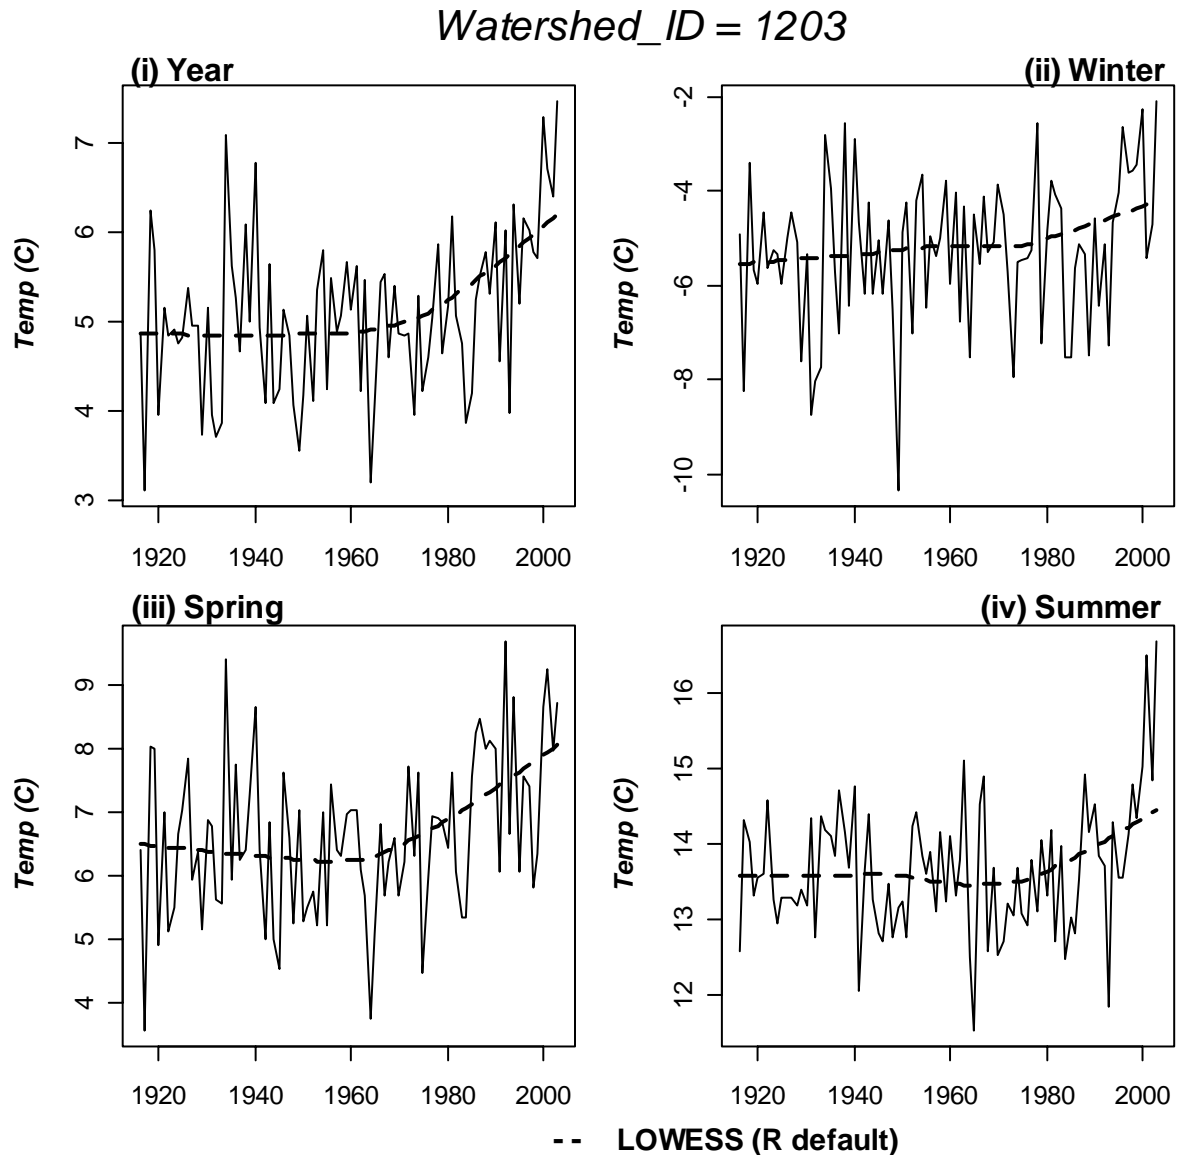 Watershed_ID = 1203
(i) Year
Temp (C)
7
6
5
4
3
1920 1940 1960 1980 2000
(ii) Winter
Temp (C)
-2
-4
-6
-8
-10
1920 1940 1960 1980 2000
(iii) Spring
Temp (C)
9
8
7
6
5
4
1920 1940 1960 1980 2000
(iv) Summer
Temp (C)
16
15
14
13
12
1920 1940 1960 1980 2000
-- LOWESS (R default)